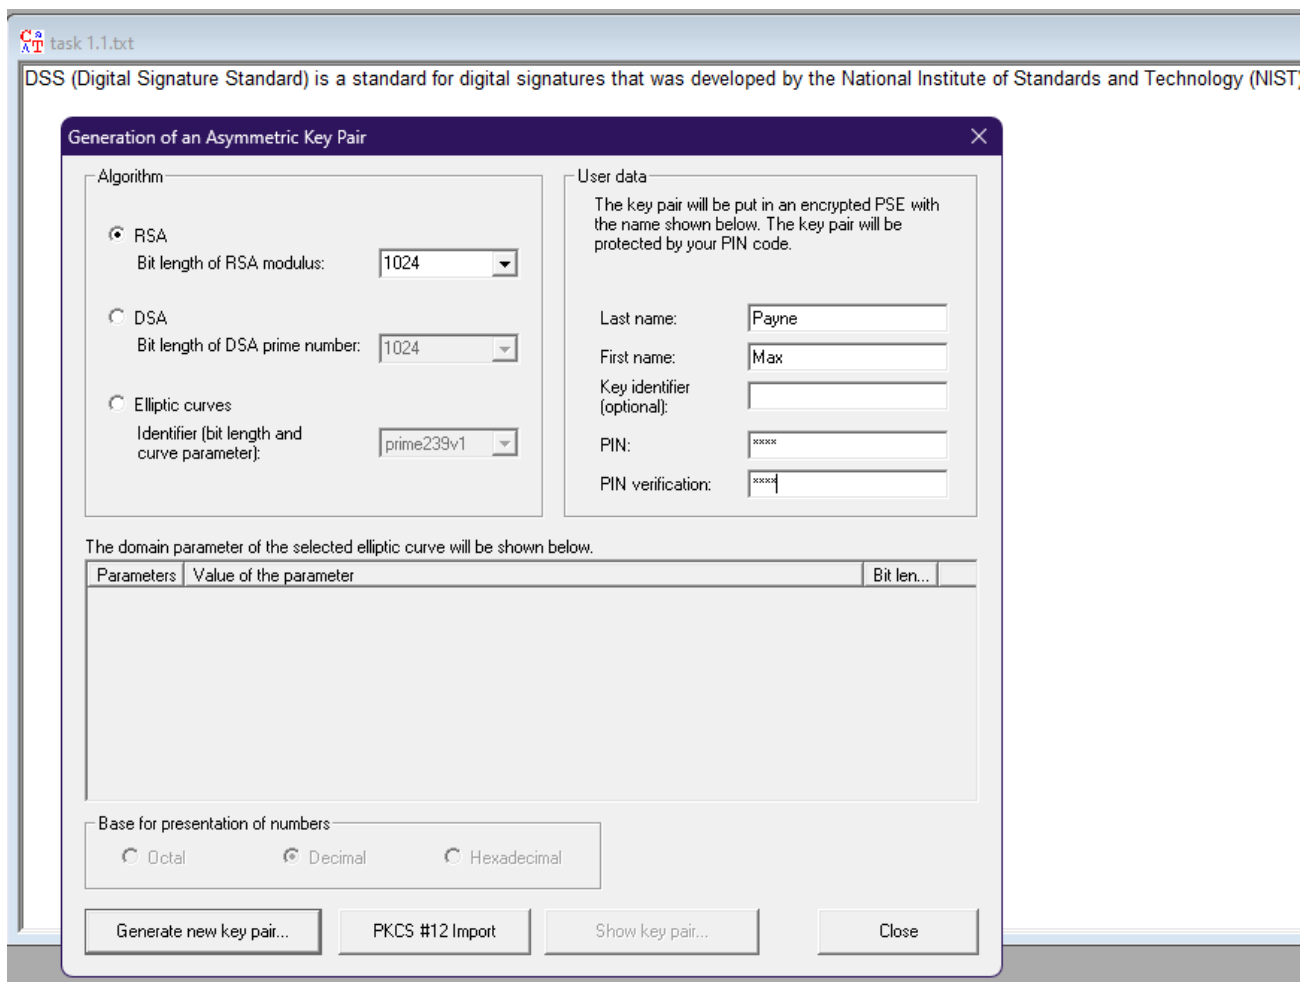 task 1.1.txt
DSS (Digital Signature Standard) is a standard for digital signatures that was developed by the National Institute of Standards and Technology (NIST)
Generation of an Asymmetric Key Pair
Algorithm
RSA
Bit length of RSA modulus: 1024
DSA
Bit length of DSA prime number: 1024
Elliptic curves
Identifier (bit length and
curve parameter): prime239v1
User data
The key pair will be put in an encrypted PSE with
the name shown below. The key pair will be
protected by your PIN code.
Last name: Payne
First name: Max
Key identifier
(optional):
PIN: ****
PIN verification: ****
The domain parameter of the selected elliptic curve will be shown below.
Parameters Value of the parameter Bit len...
Base for presentation of numbers
Octal Decimal Hexadecimal
Generate new key pair... PKCS #12 Import Show key pair... Close